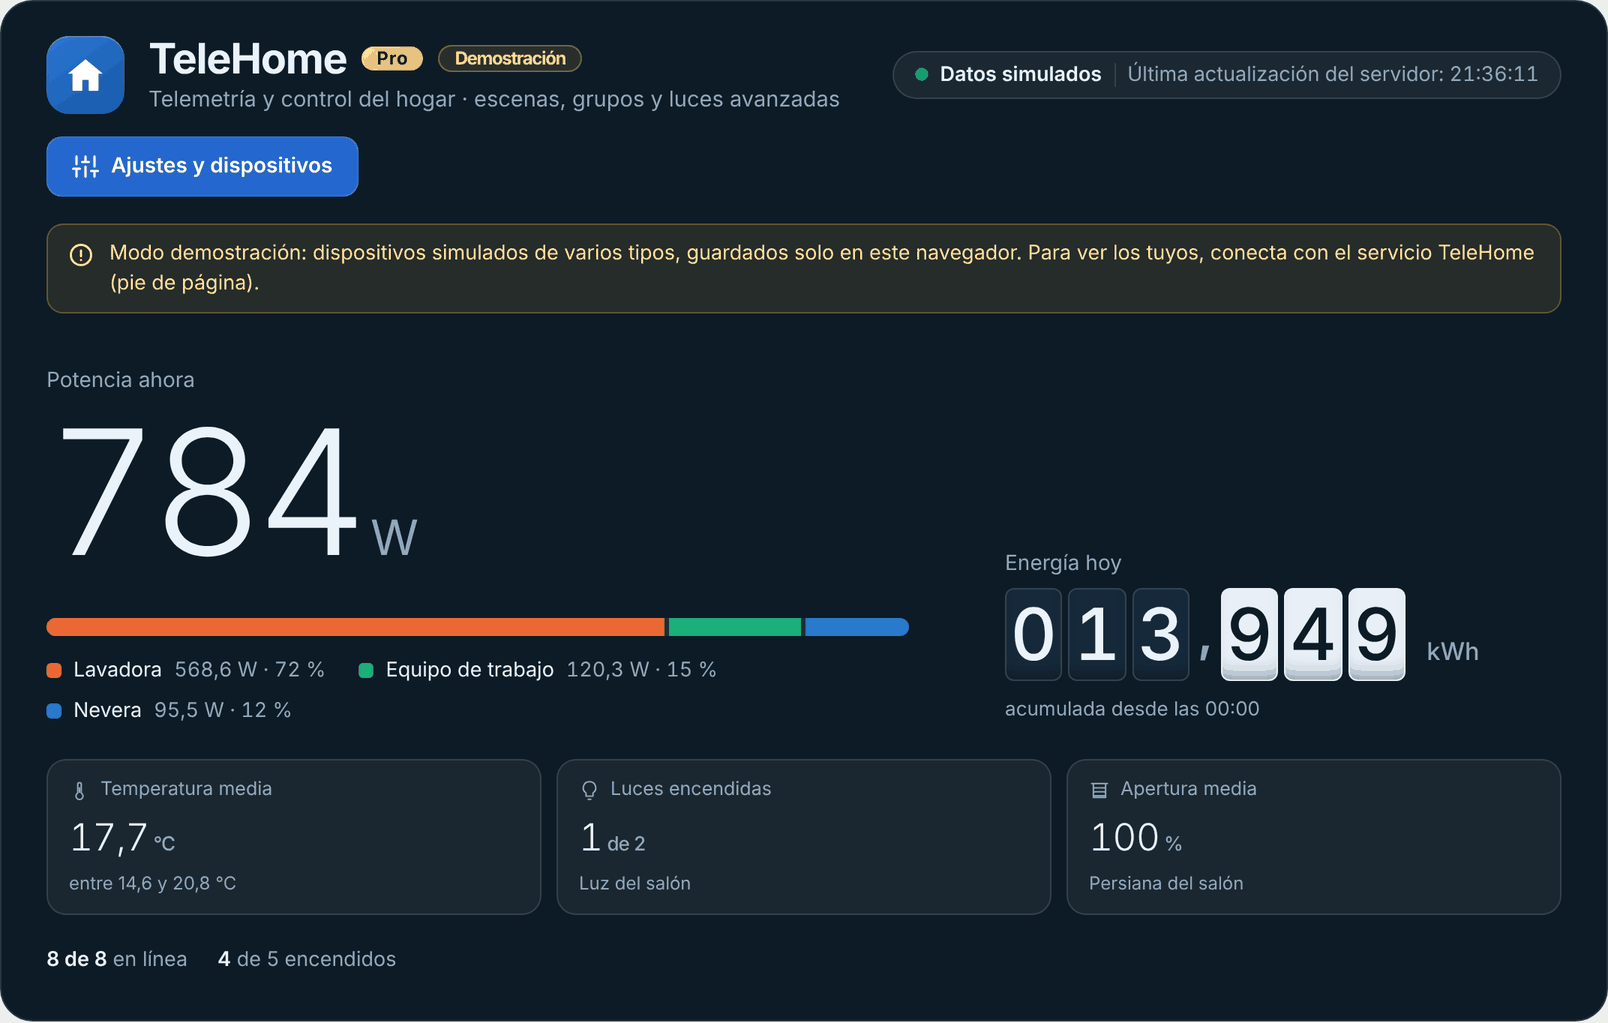 TeleHome Pro Demostración
Telemetría y control del hogar · escenas, grupos y luces avanzadas
Datos simulados Última actualización del servidor: 21:36:11
Ajustes y dispositivos
Modo demostración: dispositivos simulados de varios tipos, guardados solo en este navegador. Para ver los tuyos, conecta con el servicio TeleHome
(pie de página).
Potencia ahora
784 W
Lavadora 568,6 W · 72 % Equipo de trabajo 120,3 W · 15 %
Nevera 95,5 W · 12 %
Energía hoy
013,949 kWh
acumulada desde las 00:00
Temperatura media
17,7 °C
entre 14,6 y 20,8 °C
Luces encendidas
1 de 2
Luz del salón
Apertura media
100 %
Persiana del salón
8 de 8 en línea 4 de 5 encendidos